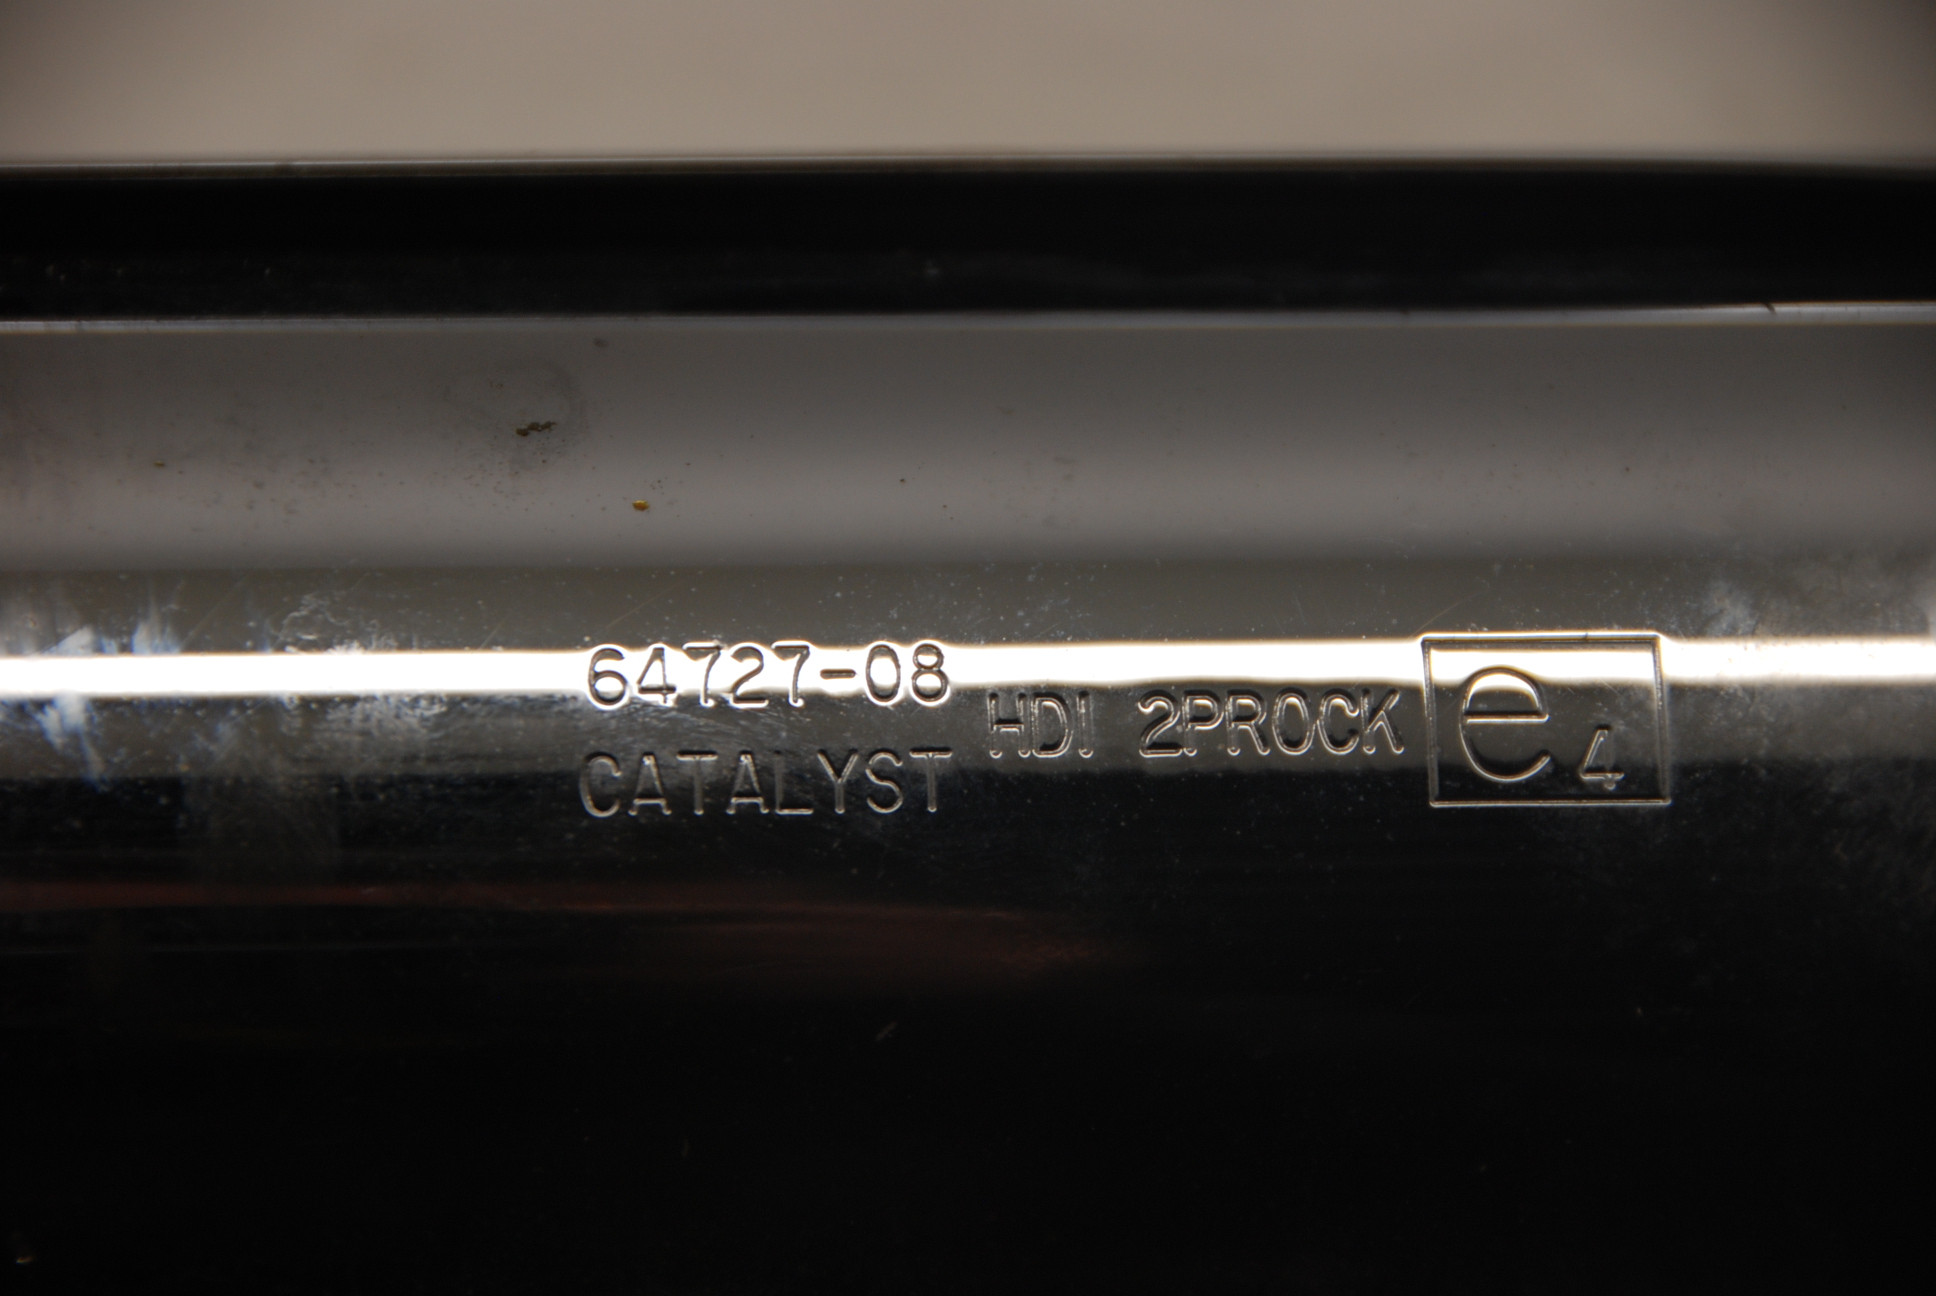 64727-08
CATALYST
HDI 2PROCK
e4